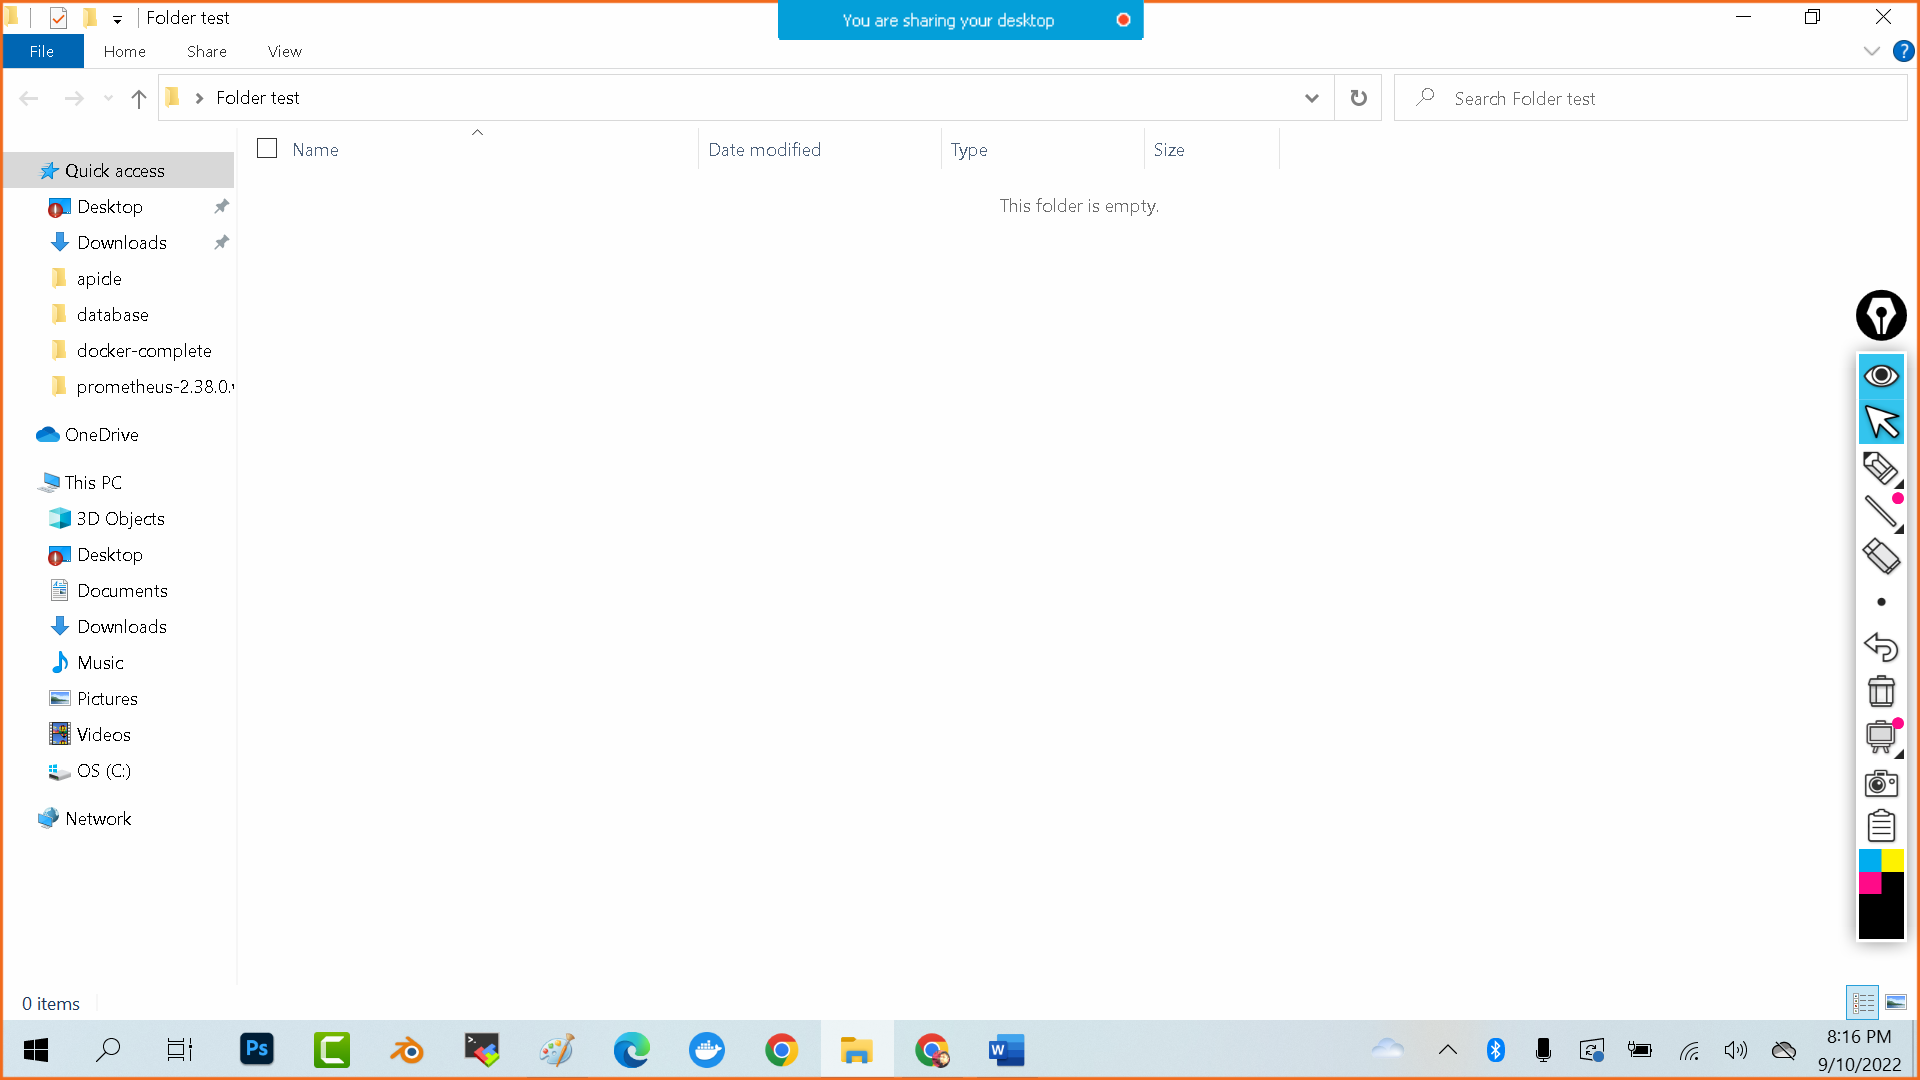 Folder test
You are sharing your desktop
File
Home
Share
View
?
Folder test
Search Folder test
Name
Date modified
Type
Size
This folder is empty.
Quick access
Desktop
Downloads
apicle
database
docker-complete
prometheus-2.38.0.
OneDrive
This PC
3D Objects
Desktop
Documents
Downloads
Music
Pictures
Videos
OS (C:)
Network
0 items
Ps
W
8:16 PM
9/10/2022